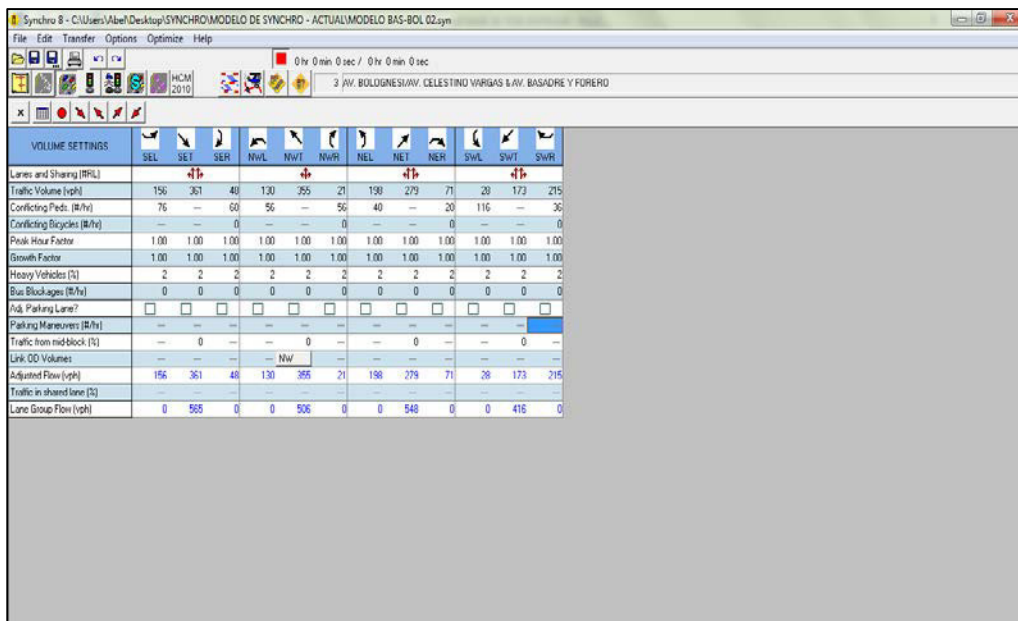 Synchro 8 - C:\Users\Abel\Desktop\SYNCHRO\MODELO DE SYNCHRO - ACTUAL\MODELO BAS-BOL 02.syn
File Edit Transfer Options Optimize Help
0 hr 0 min 0 sec / 0 hr 0 min 0 sec
HCM 2010
3 AV. BOLOGNESI/AV. CELESTINO VARGAS & AV. BASADRE Y FORERO
VOLUME SETTINGS SEL SET SER NWL NWT NWR NEL NET NER SWL SWT SWR
Lanes and Sharing (#RL)
Traffic Volume (vph) 156 361 48 130 355 21 198 279 71 28 173 215
Conflicting Peds. (#/hr) 76 — 60 56 — 56 40 — 20 116 — 36
Conflicting Bicycles (#/hr) — — 0 — — 0 — — 0 — — 0
Peak Hour Factor 1.00 1.00 1.00 1.00 1.00 1.00 1.00 1.00 1.00 1.00 1.00 1.00
Growth Factor 1.00 1.00 1.00 1.00 1.00 1.00 1.00 1.00 1.00 1.00 1.00 1.00
Heavy Vehicles (%) 2 2 2 2 2 2 2 2 2 2 2 2
Bus Blockages (#/hr) 0 0 0 0 0 0 0 0 0 0 0 0
Adj. Parking Lane?
Parking Maneuvers (#/hr) — — — — — — — — — — —
Traffic from mid-block (%) — 0 — — 0 — — 0 — — 0 —
Link OD Volumes — — — — NW — — — — — — —
Adjusted Flow (vph) 156 361 48 130 355 21 198 279 71 28 173 215
Traffic in shared lane (%) — — — — — — — — — — — —
Lane Group Flow (vph) 0 565 0 0 506 0 0 548 0 0 416 0